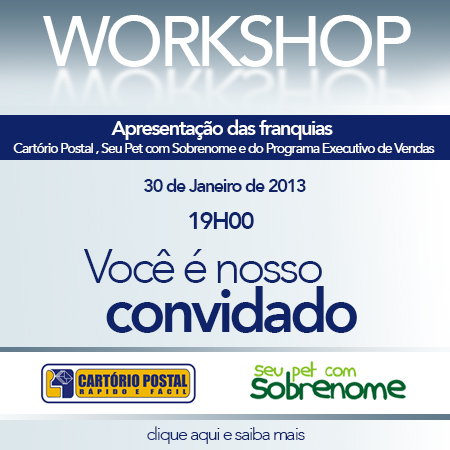 WORKSHOP
Apresentação das franquias
Cartório Postal , Seu Pet com Sobrenome e do Programa Executivo de Vendas
30 de Janeiro de 2013
19H00
Você é nosso
convidado
CARTÓRIO POSTAL
RÁPIDO E FÁCIL
seu pet com
Sobrenome
clique aqui e saiba mais